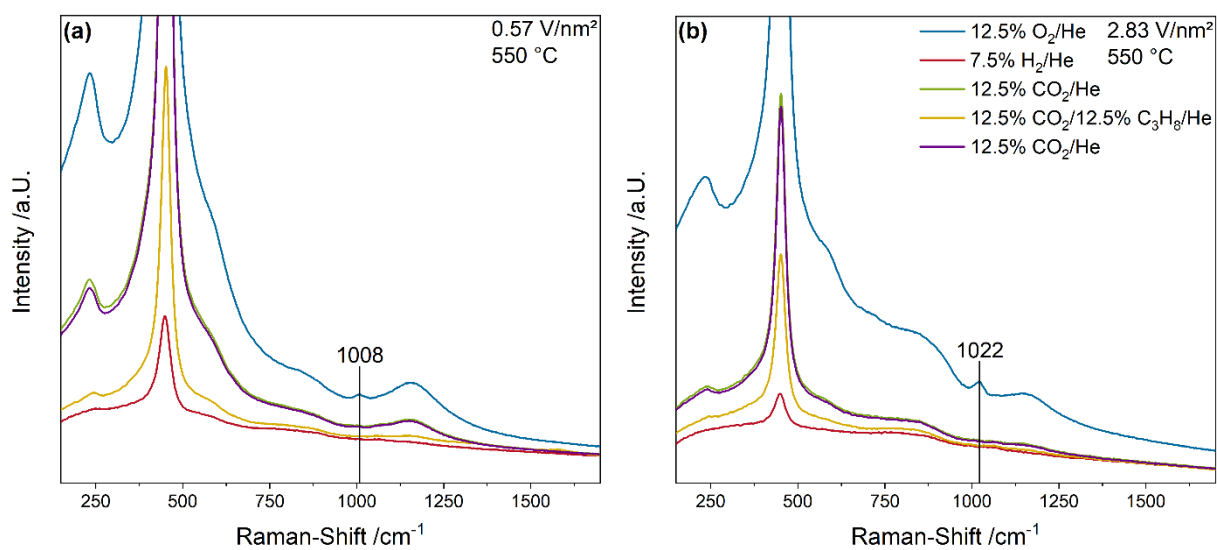 (a)
0.57 V/nm²
550 °C
1008
Intensity /a.U.
250
500
750
1000
1250
1500
Raman-Shift /cm⁻¹
(b)
12.5% O₂/He
2.83 V/nm²
7.5% H₂/He
550 °C
12.5% CO₂/He
12.5% CO₂/12.5% C₃H₈/He
12.5% CO₂/He
1022
Intensity /a.U.
250
500
750
1000
1250
1500
Raman-Shift /cm⁻¹